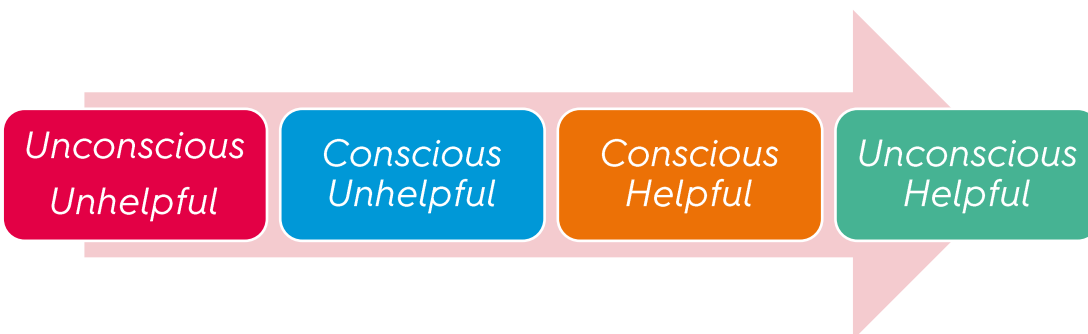 Unconscious
Unhelpful
Conscious
Unhelpful
Conscious
Helpful
Unconscious
Helpful